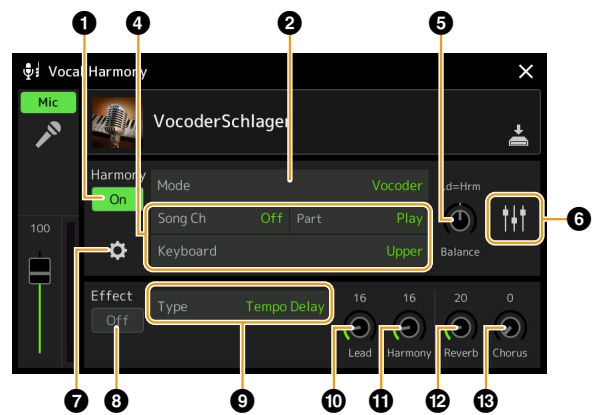 1 4 2 5
Vocal Harmony ×
Mic
VocoderSchlager
Harmony
On
Mode Vocoder
Ld=Hrm
Song Ch Off Part Play
Keyboard Upper
Balance
6
100
Effect
Off
Type Tempo Delay
16 16 20 0
Lead Harmony Reverb Chorus
7 8 9 10 11 12 13